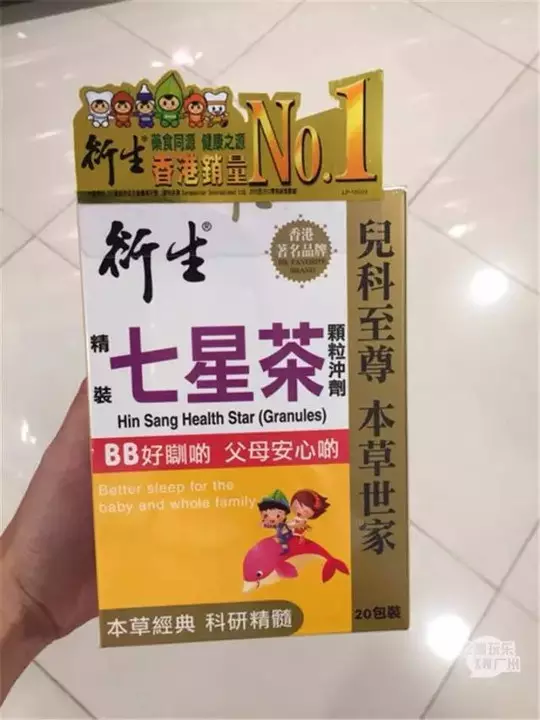 衍生®
藥食同源 健康之源
香港銷量
No.1
衍生®
香港
著名品牌
HK FAVORITE
BRAND
精裝
七星茶
顆粒沖劑
Hin Sang Health Star (Granules)
BB好瞓啲 父母安心啲
Better sleep for the
baby and whole family
本草經典 科研精髓
兒科至尊 本草世家
20包裝